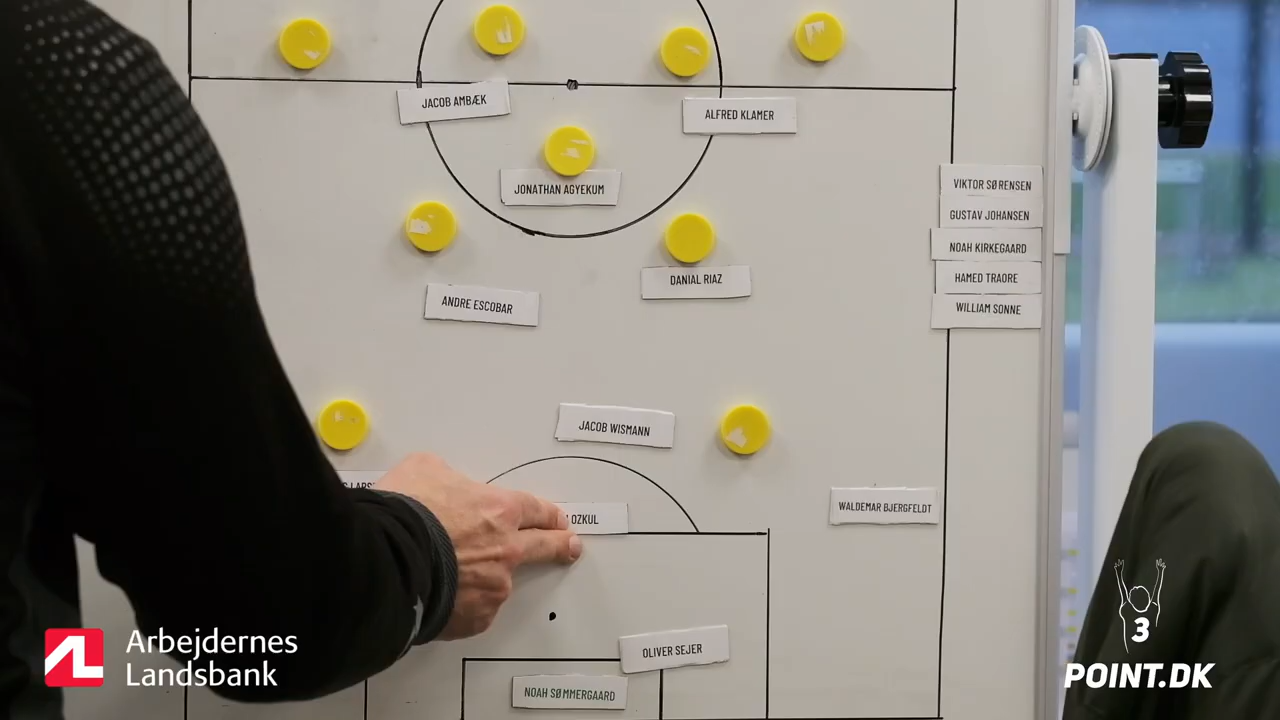 JACOB AMBÆK
ALFRED KLAMER
JONATHAN AGYEKUM
VIKTOR SØRENSEN
GUSTAV JOHANSEN
NOAH KIRKEGAARD
HAMED TRAORE
WILLIAM SONNE
DANIAL RIAZ
ANDRE ESCOBAR
JACOB WISMANN
OZKUL
WALDEMAR BJERGFELDT
OLIVER SEJER
NOAH SØMMERGAARD
Arbejdernes
Landsbank
3
POINT.DK